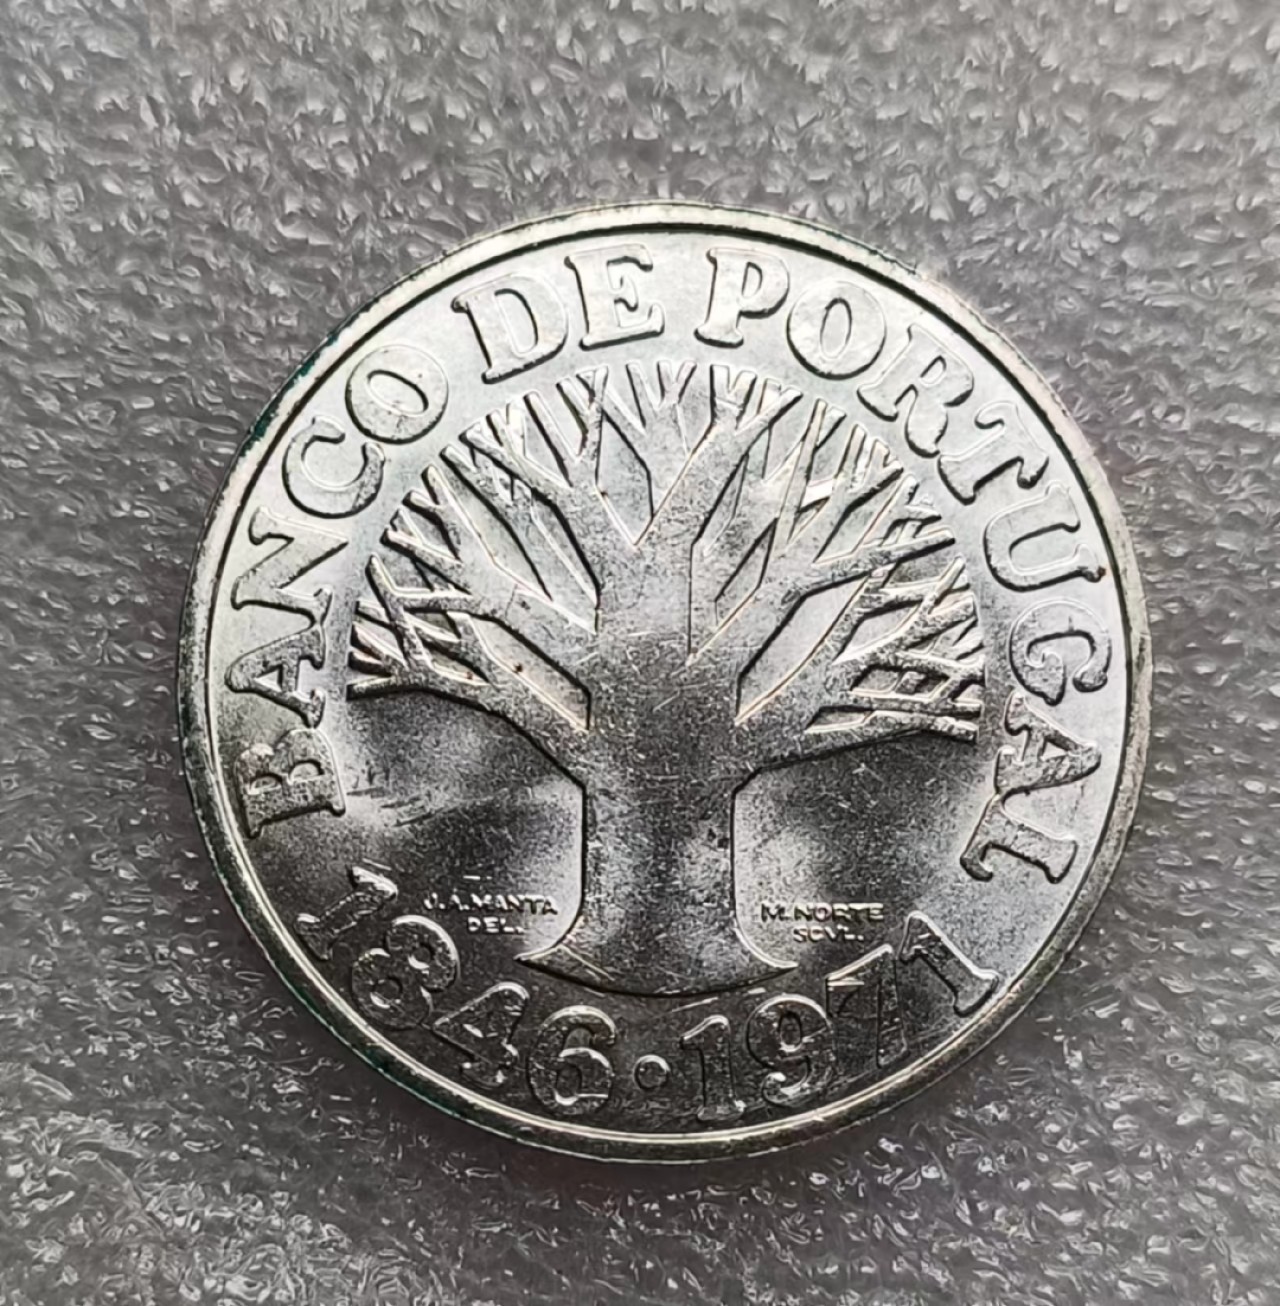 BANCO DE PORTUGAL
J.A.MANTA
DEL.
M.NORTE
SCVL.
1846•1971